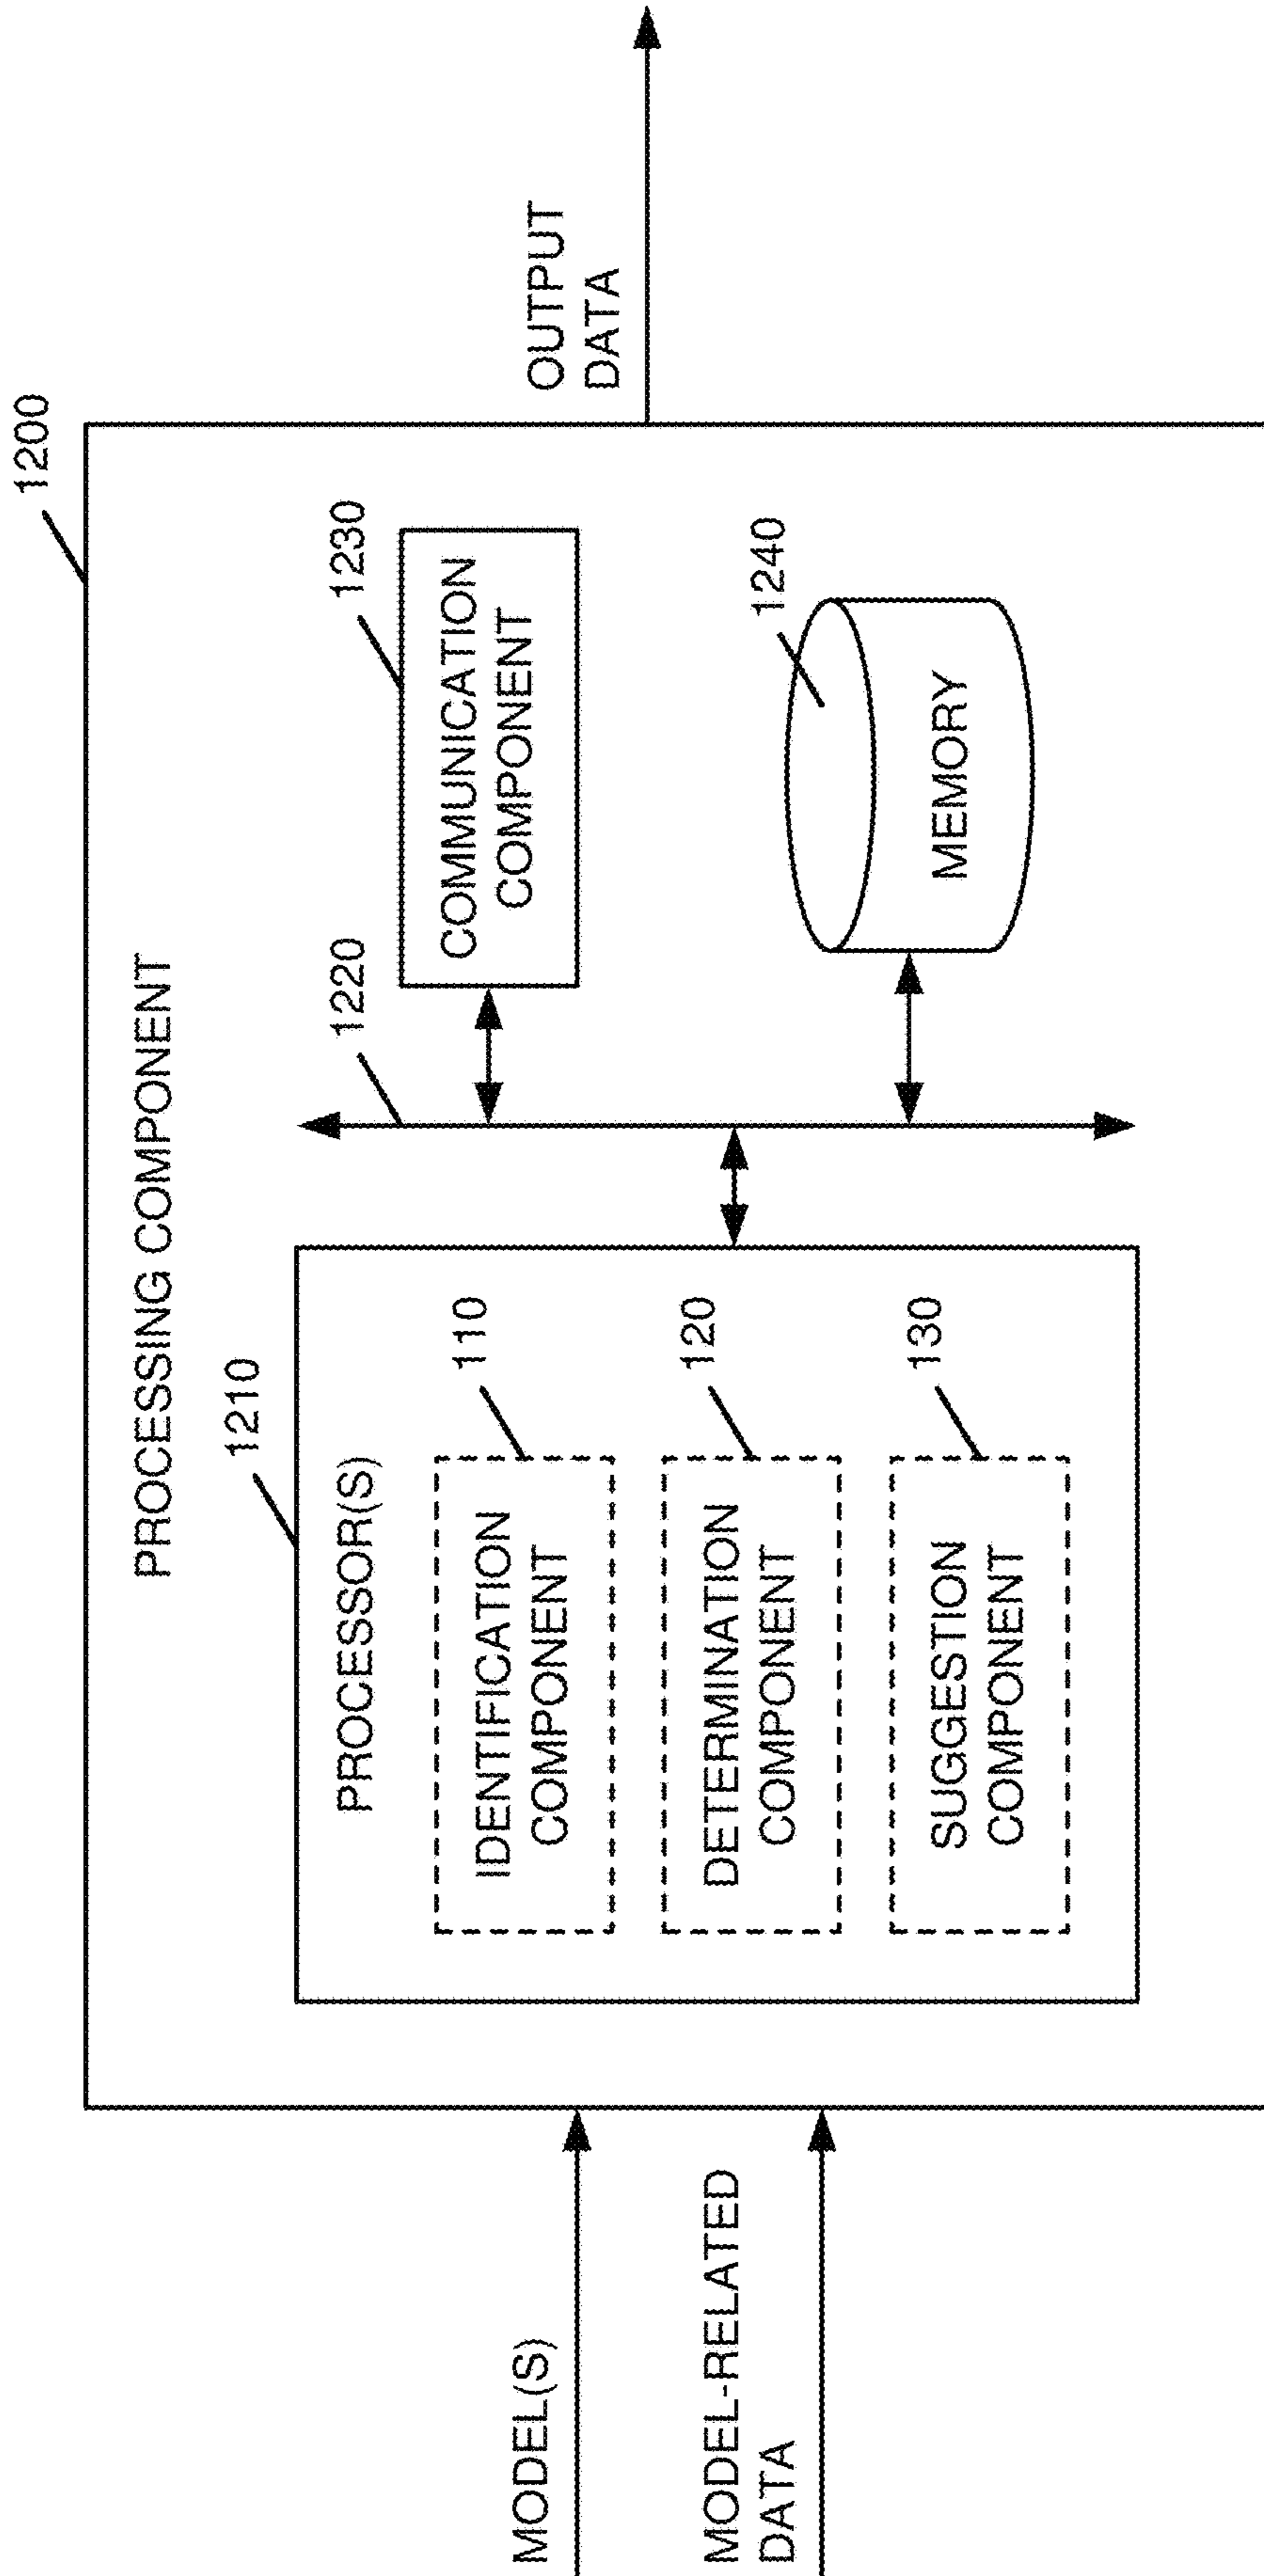 1200
PROCESSING COMPONENT
1210
PROCESSOR(S)
IDENTIFICATION
COMPONENT
110
DETERMINATION
COMPONENT
120
SUGGESTION
COMPONENT
130
1220
1230
COMMUNICATION
COMPONENT
1240
MEMORY
MODEL(S)
MODEL-RELATED
DATA
OUTPUT
DATA